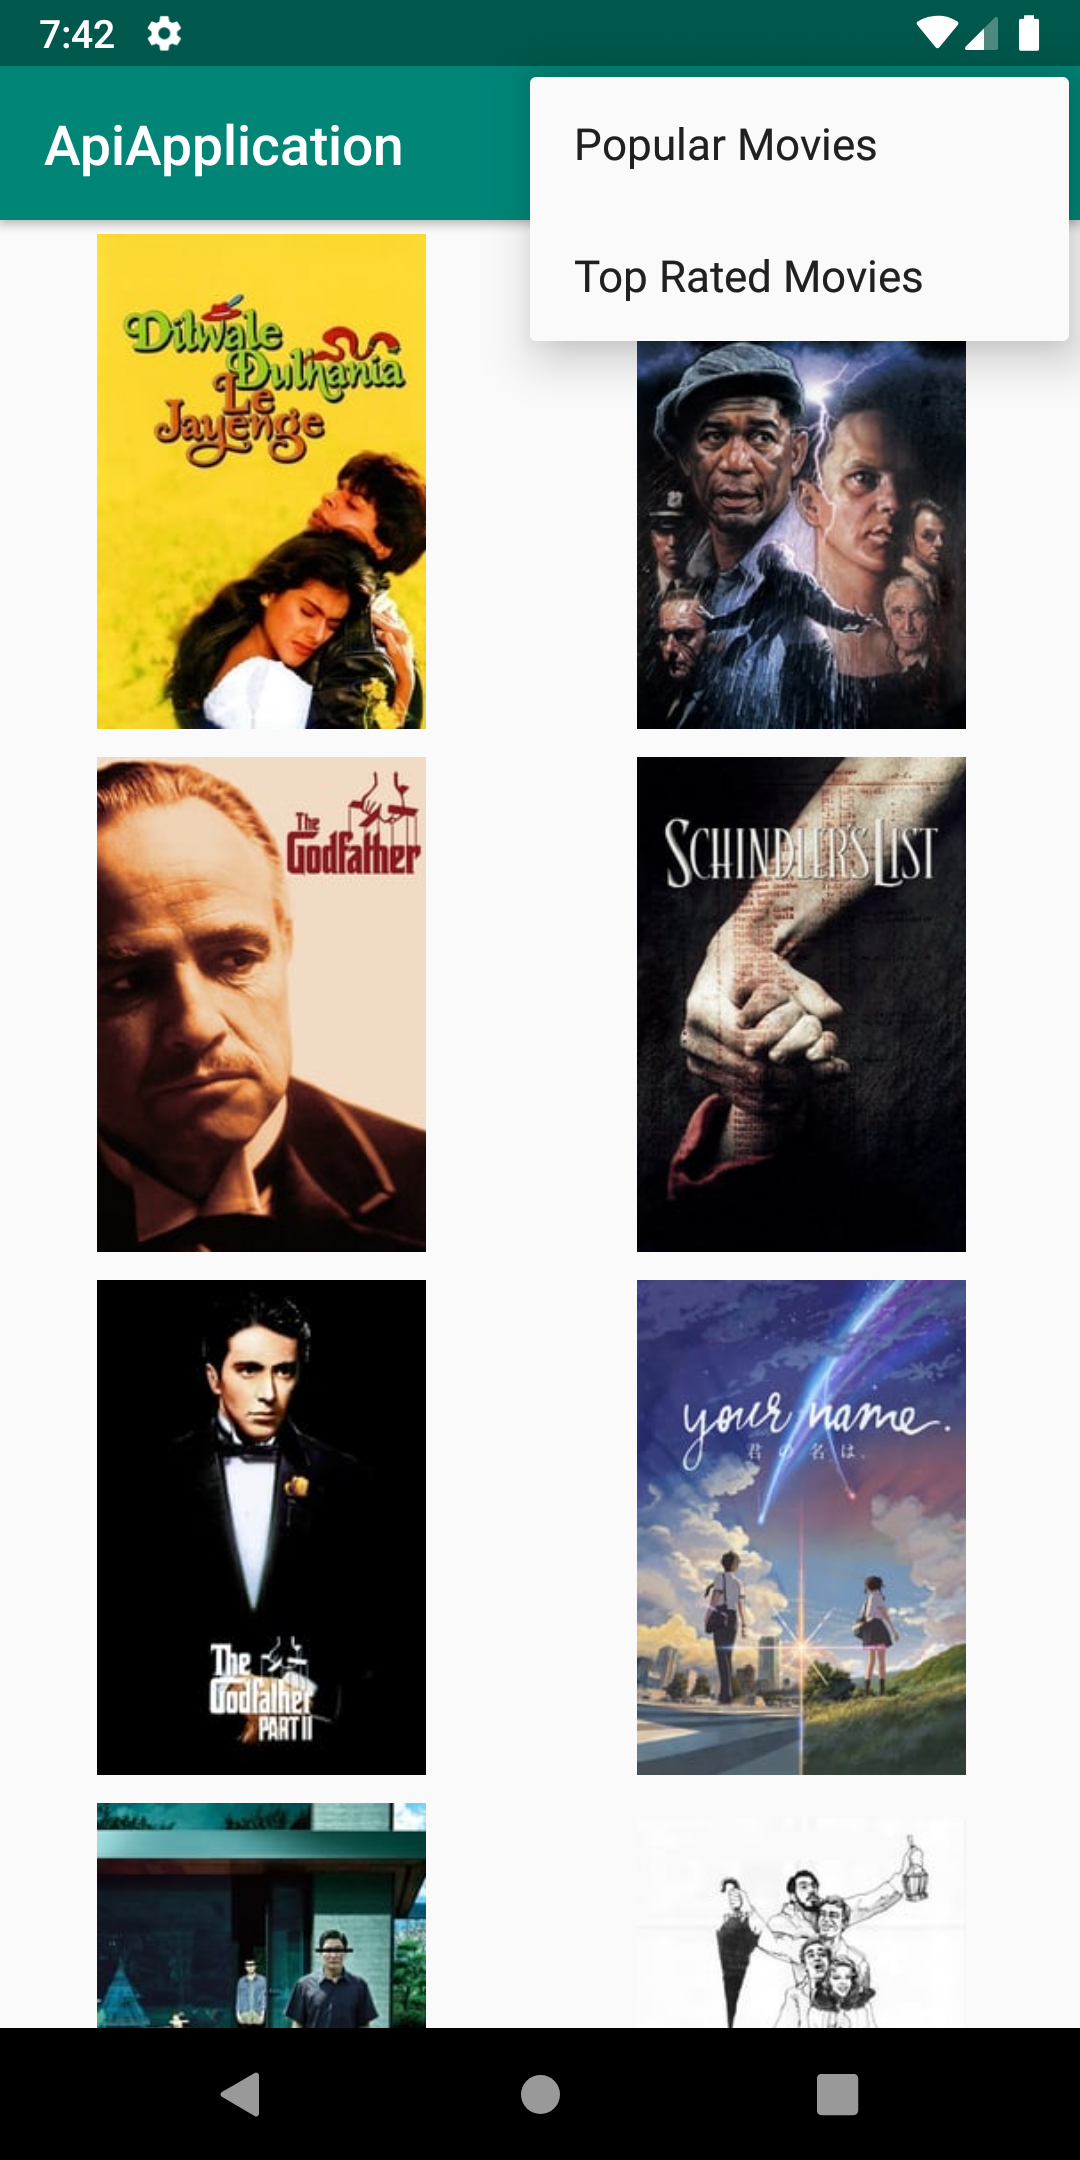 7:42
ApiApplication
Popular Movies
Top Rated Movies
Dilwale
Dulhania
Le
Jayenge
The
Godfather
SCHINDLER'S LIST
The
Godfather
PART II
your name.
君の名は。